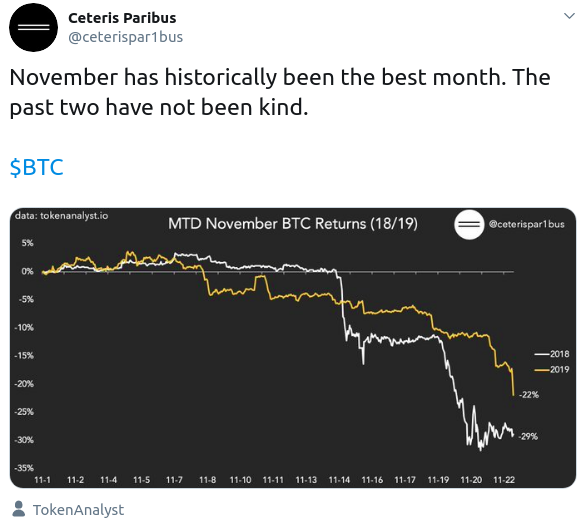 Ceteris Paribus
@ceterispar1bus
November has historically been the best month. The
past two have not been kind.
$BTC
data: tokenanalyst.io
MTD November BTC Returns (18/19)
@ceterispar1bus
5%
0%
-5%
-10%
-15%
-20%
-25%
-30%
-35%
2018
2019
-22%
-29%
11-1 11-2 11-4 11-5 11-7 11-8 11-10 11-11 11-13 11-14 11-16 11-17 11-19 11-20 11-22
TokenAnalyst